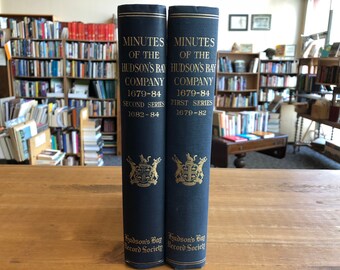 MINUTES
OF THE
HUDSON'S BAY
COMPANY
1679-84
SECOND SERIES
1682-84
Hudson's Bay
Record Society
MINUTES
OF THE
HUDSON'S BAY
COMPANY
1679-84
FIRST SERIES
1679-82
Hudson's Bay
Record Society